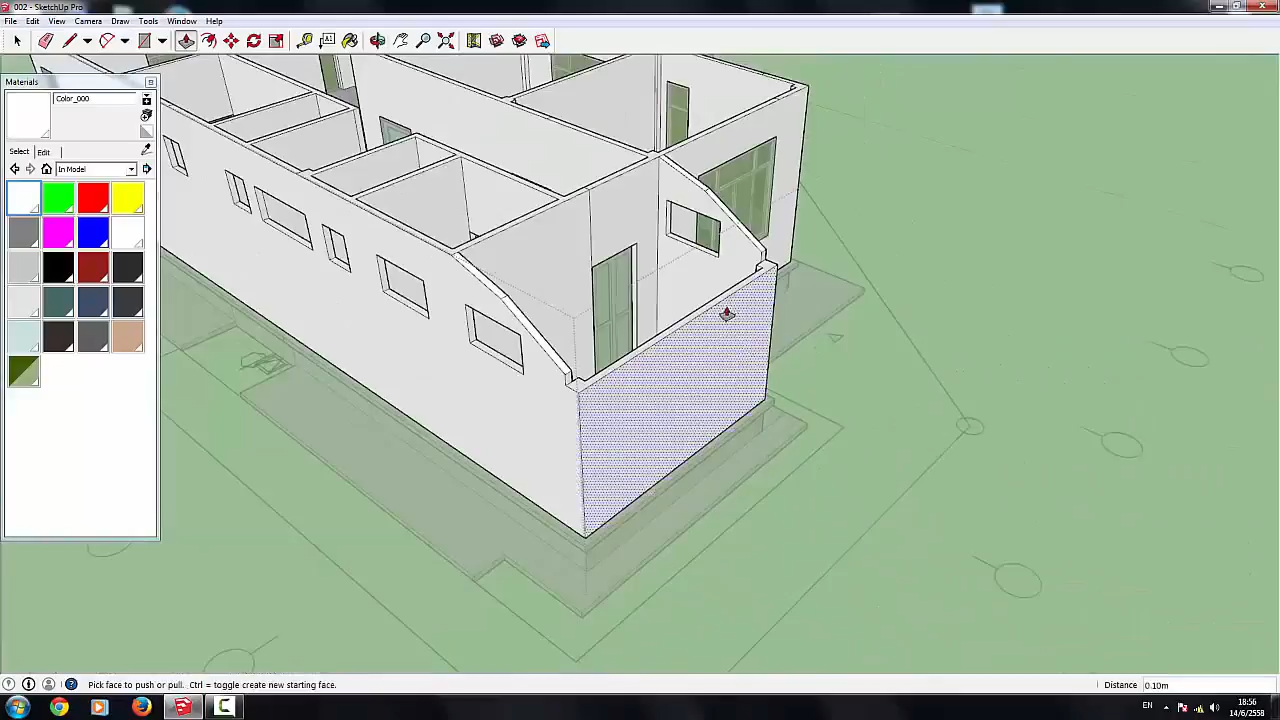 002 - SketchUp Pro
File Edit View Camera Draw Tools Window Help
Materials
Color_000
Select Edit
In Model
Pick face to push or pull. Ctrl = toggle create new starting face.
Distance 0.10m
EN
18:56
14/6/2558